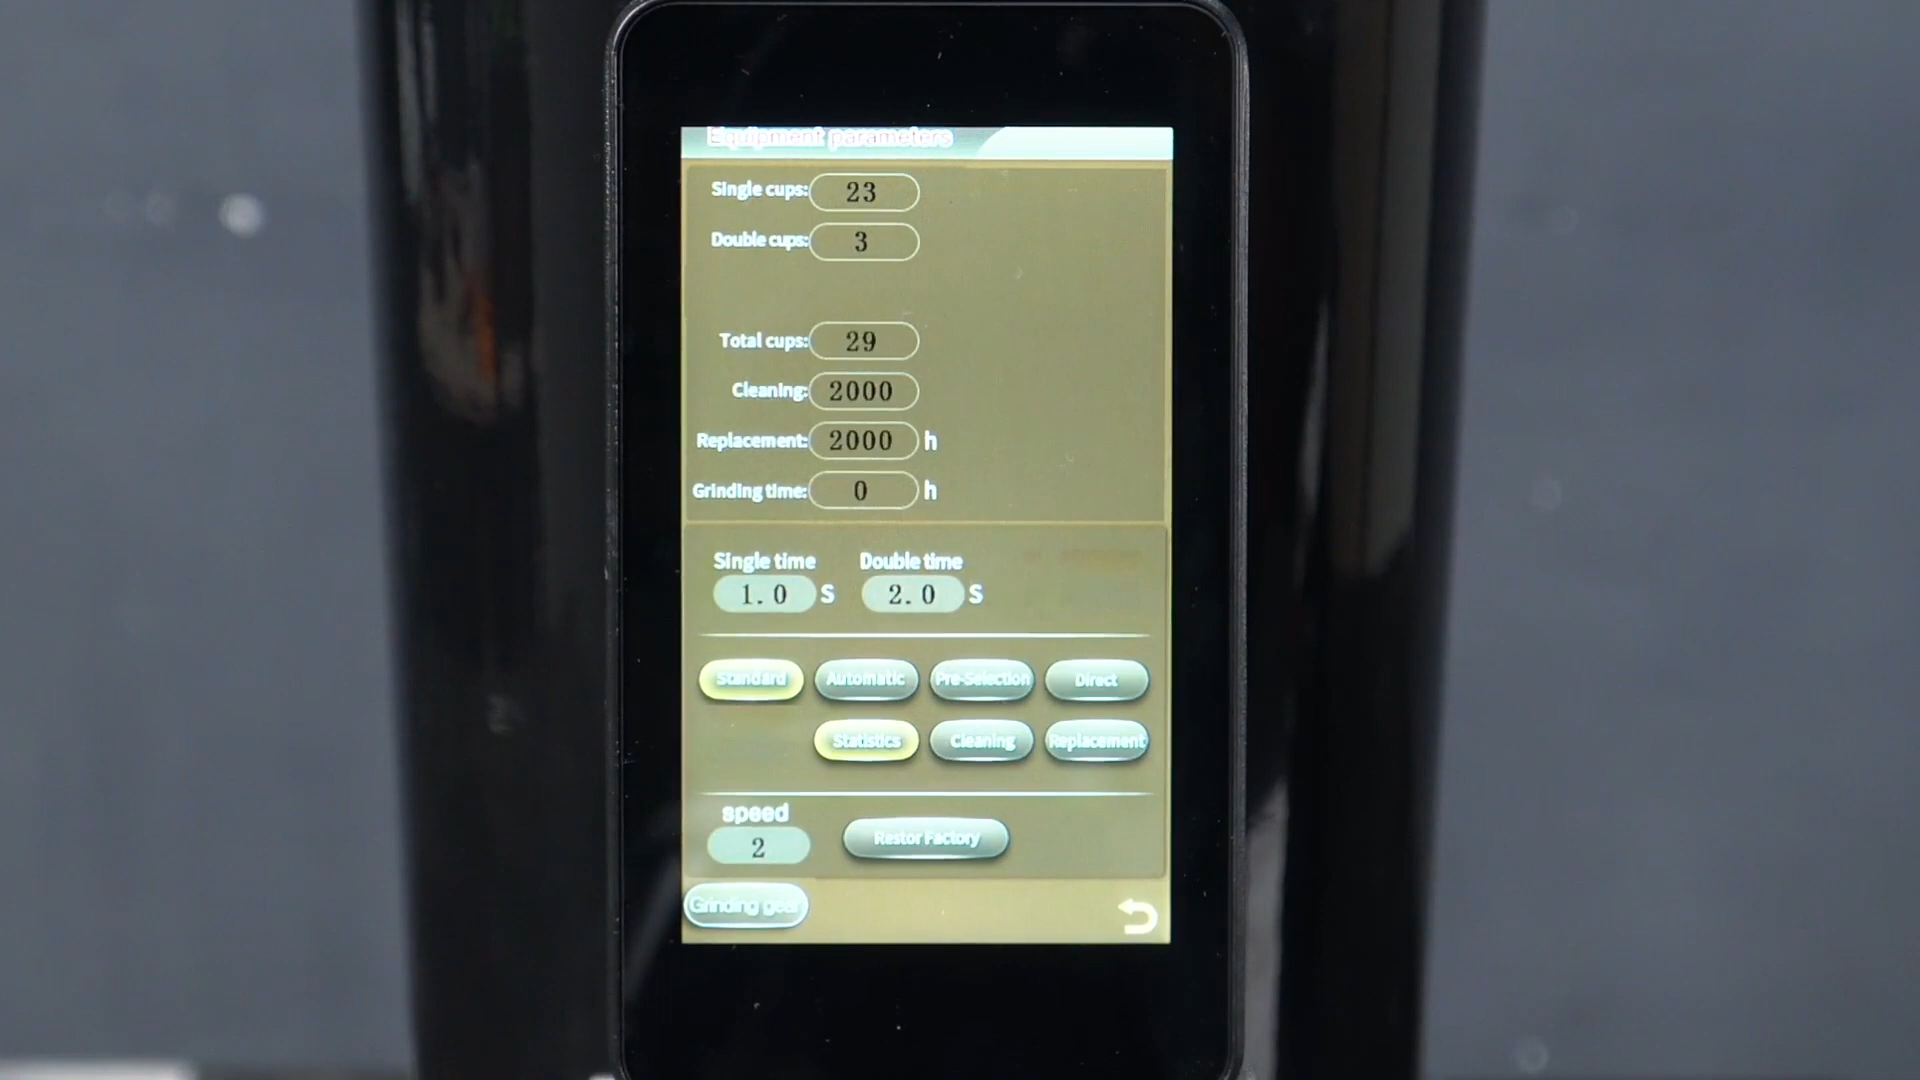 Equipment parameters
Single cups: 23
Double cups: 3
Total cups: 29
Cleaning: 2000
Replacement: 2000 h
Grinding time: 0 h
Single time Double time
1.0 S 2.0 S
Standard Automatic Pre-Selection Direct
Statistics Cleaning Replacement
speed
2 Restor Factory
Grinding gear